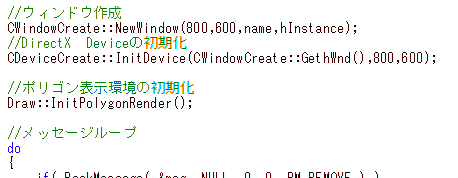 //ウィンドウ作成
CWindowCreate::NewWindow(800,600,name,hInstance);
//DirectX　Deviceの初期化
CDeviceCreate::InitDevice(CWindowCreate::GethWnd(),800,600);
//ポリゴン表示環境の初期化
Draw::InitPolygonRender();
//メッセージループ
do
{
if( PeekMessage( &msg, NULL, 0, 0, PM_REMOVE ) )